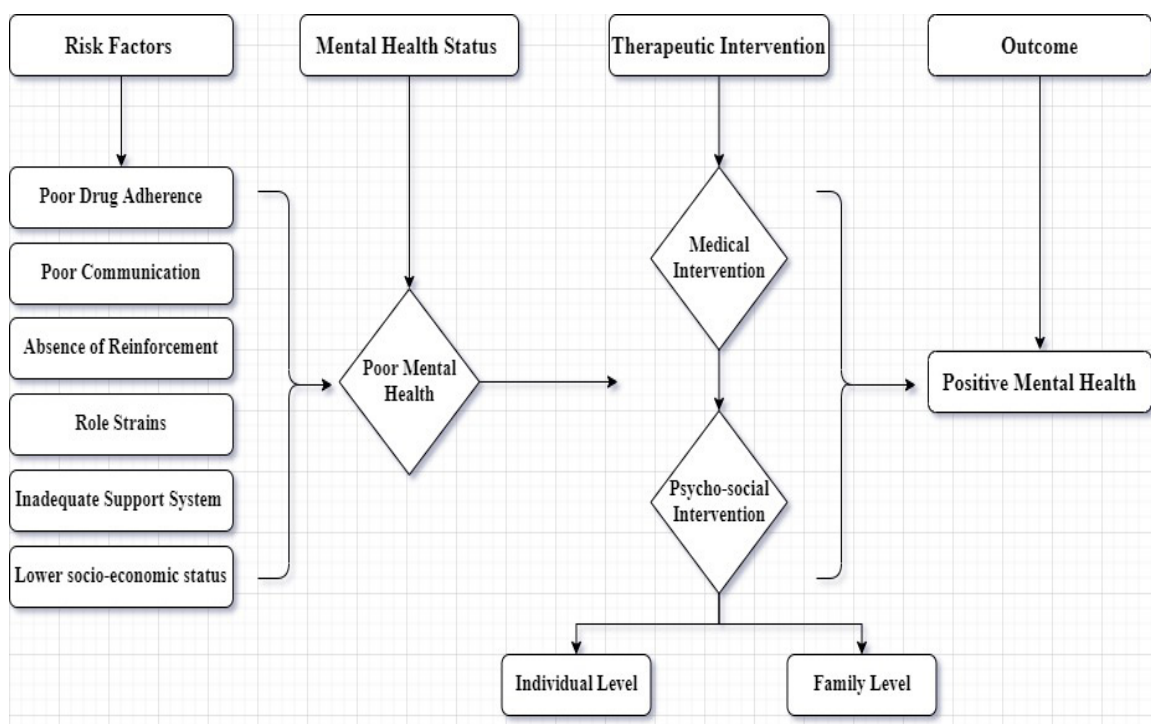 Risk Factors
Mental Health Status
Therapeutic Intervention
Outcome
Poor Drug Adherence
Poor Communication
Absence of Reinforcement
Role Strains
Inadequate Support System
Lower socio-economic status
Poor Mental
Health
Medical
Intervention
Psycho-social
Intervention
Individual Level
Family Level
Positive Mental Health